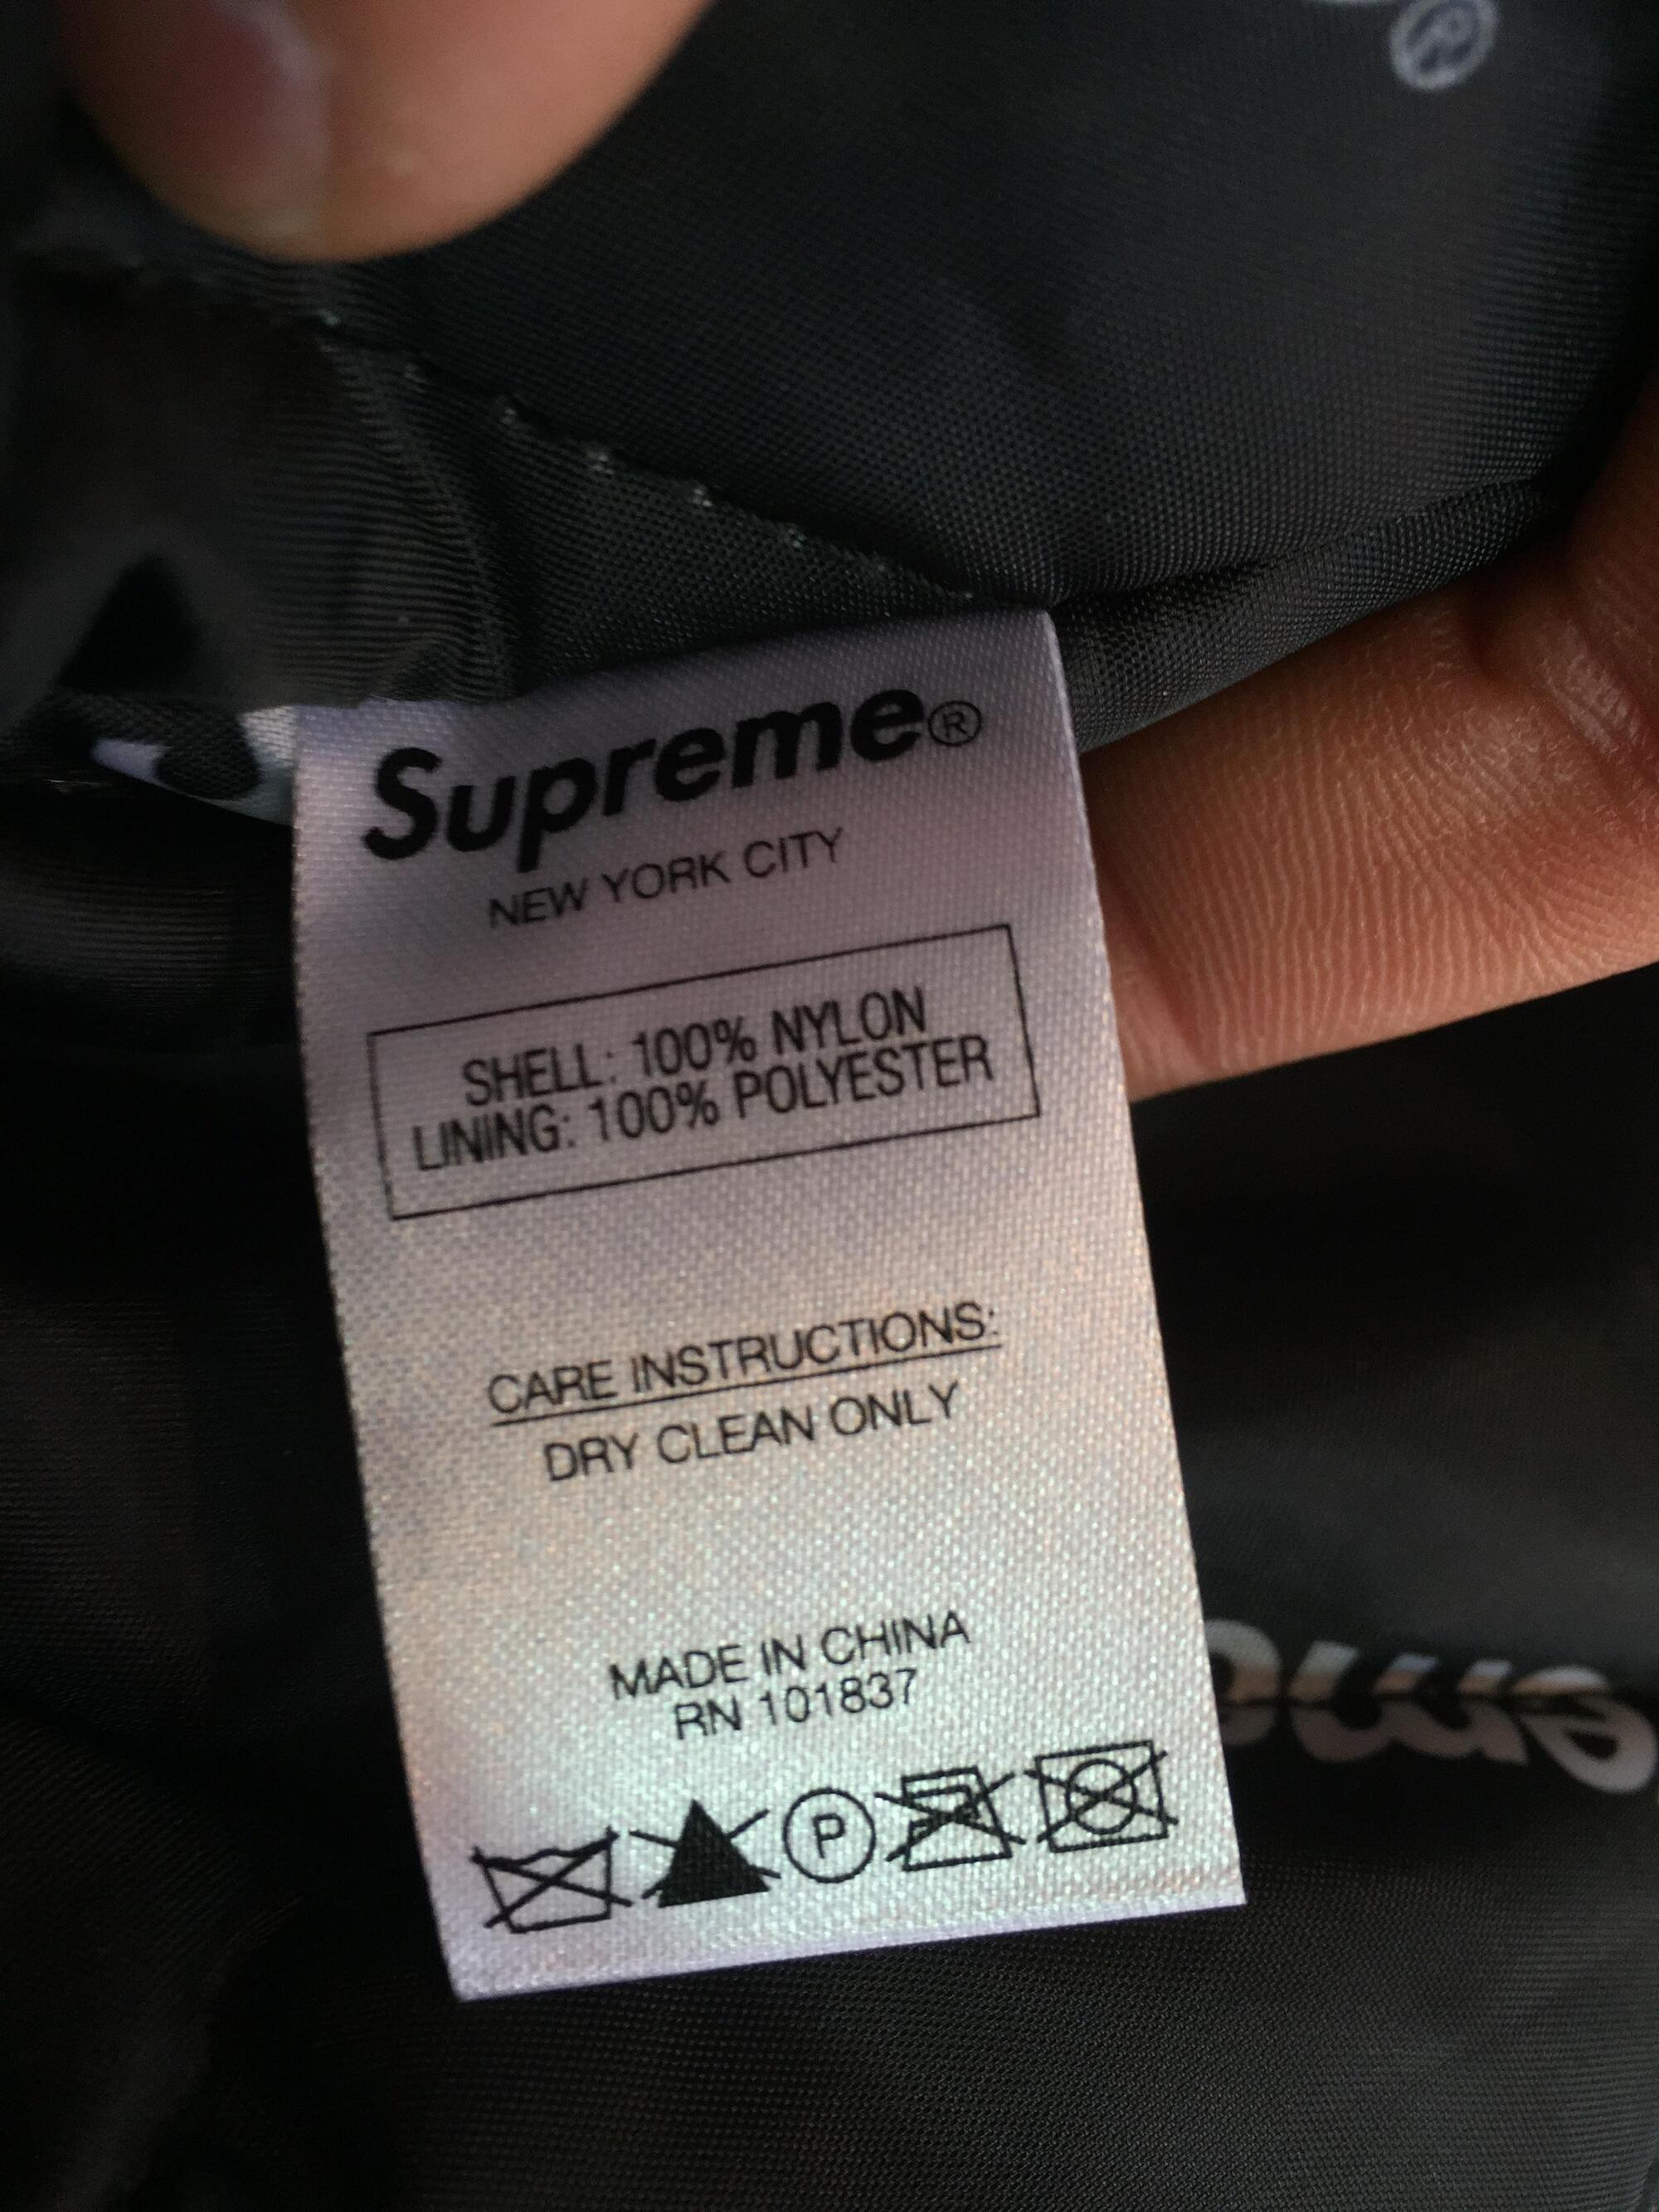 ®
Supreme®
NEW YORK CITY
SHELL: 100% NYLON
LINING: 100% POLYESTER
CARE INSTRUCTIONS:
DRY CLEAN ONLY
MADE IN CHINA
RN 101837
P